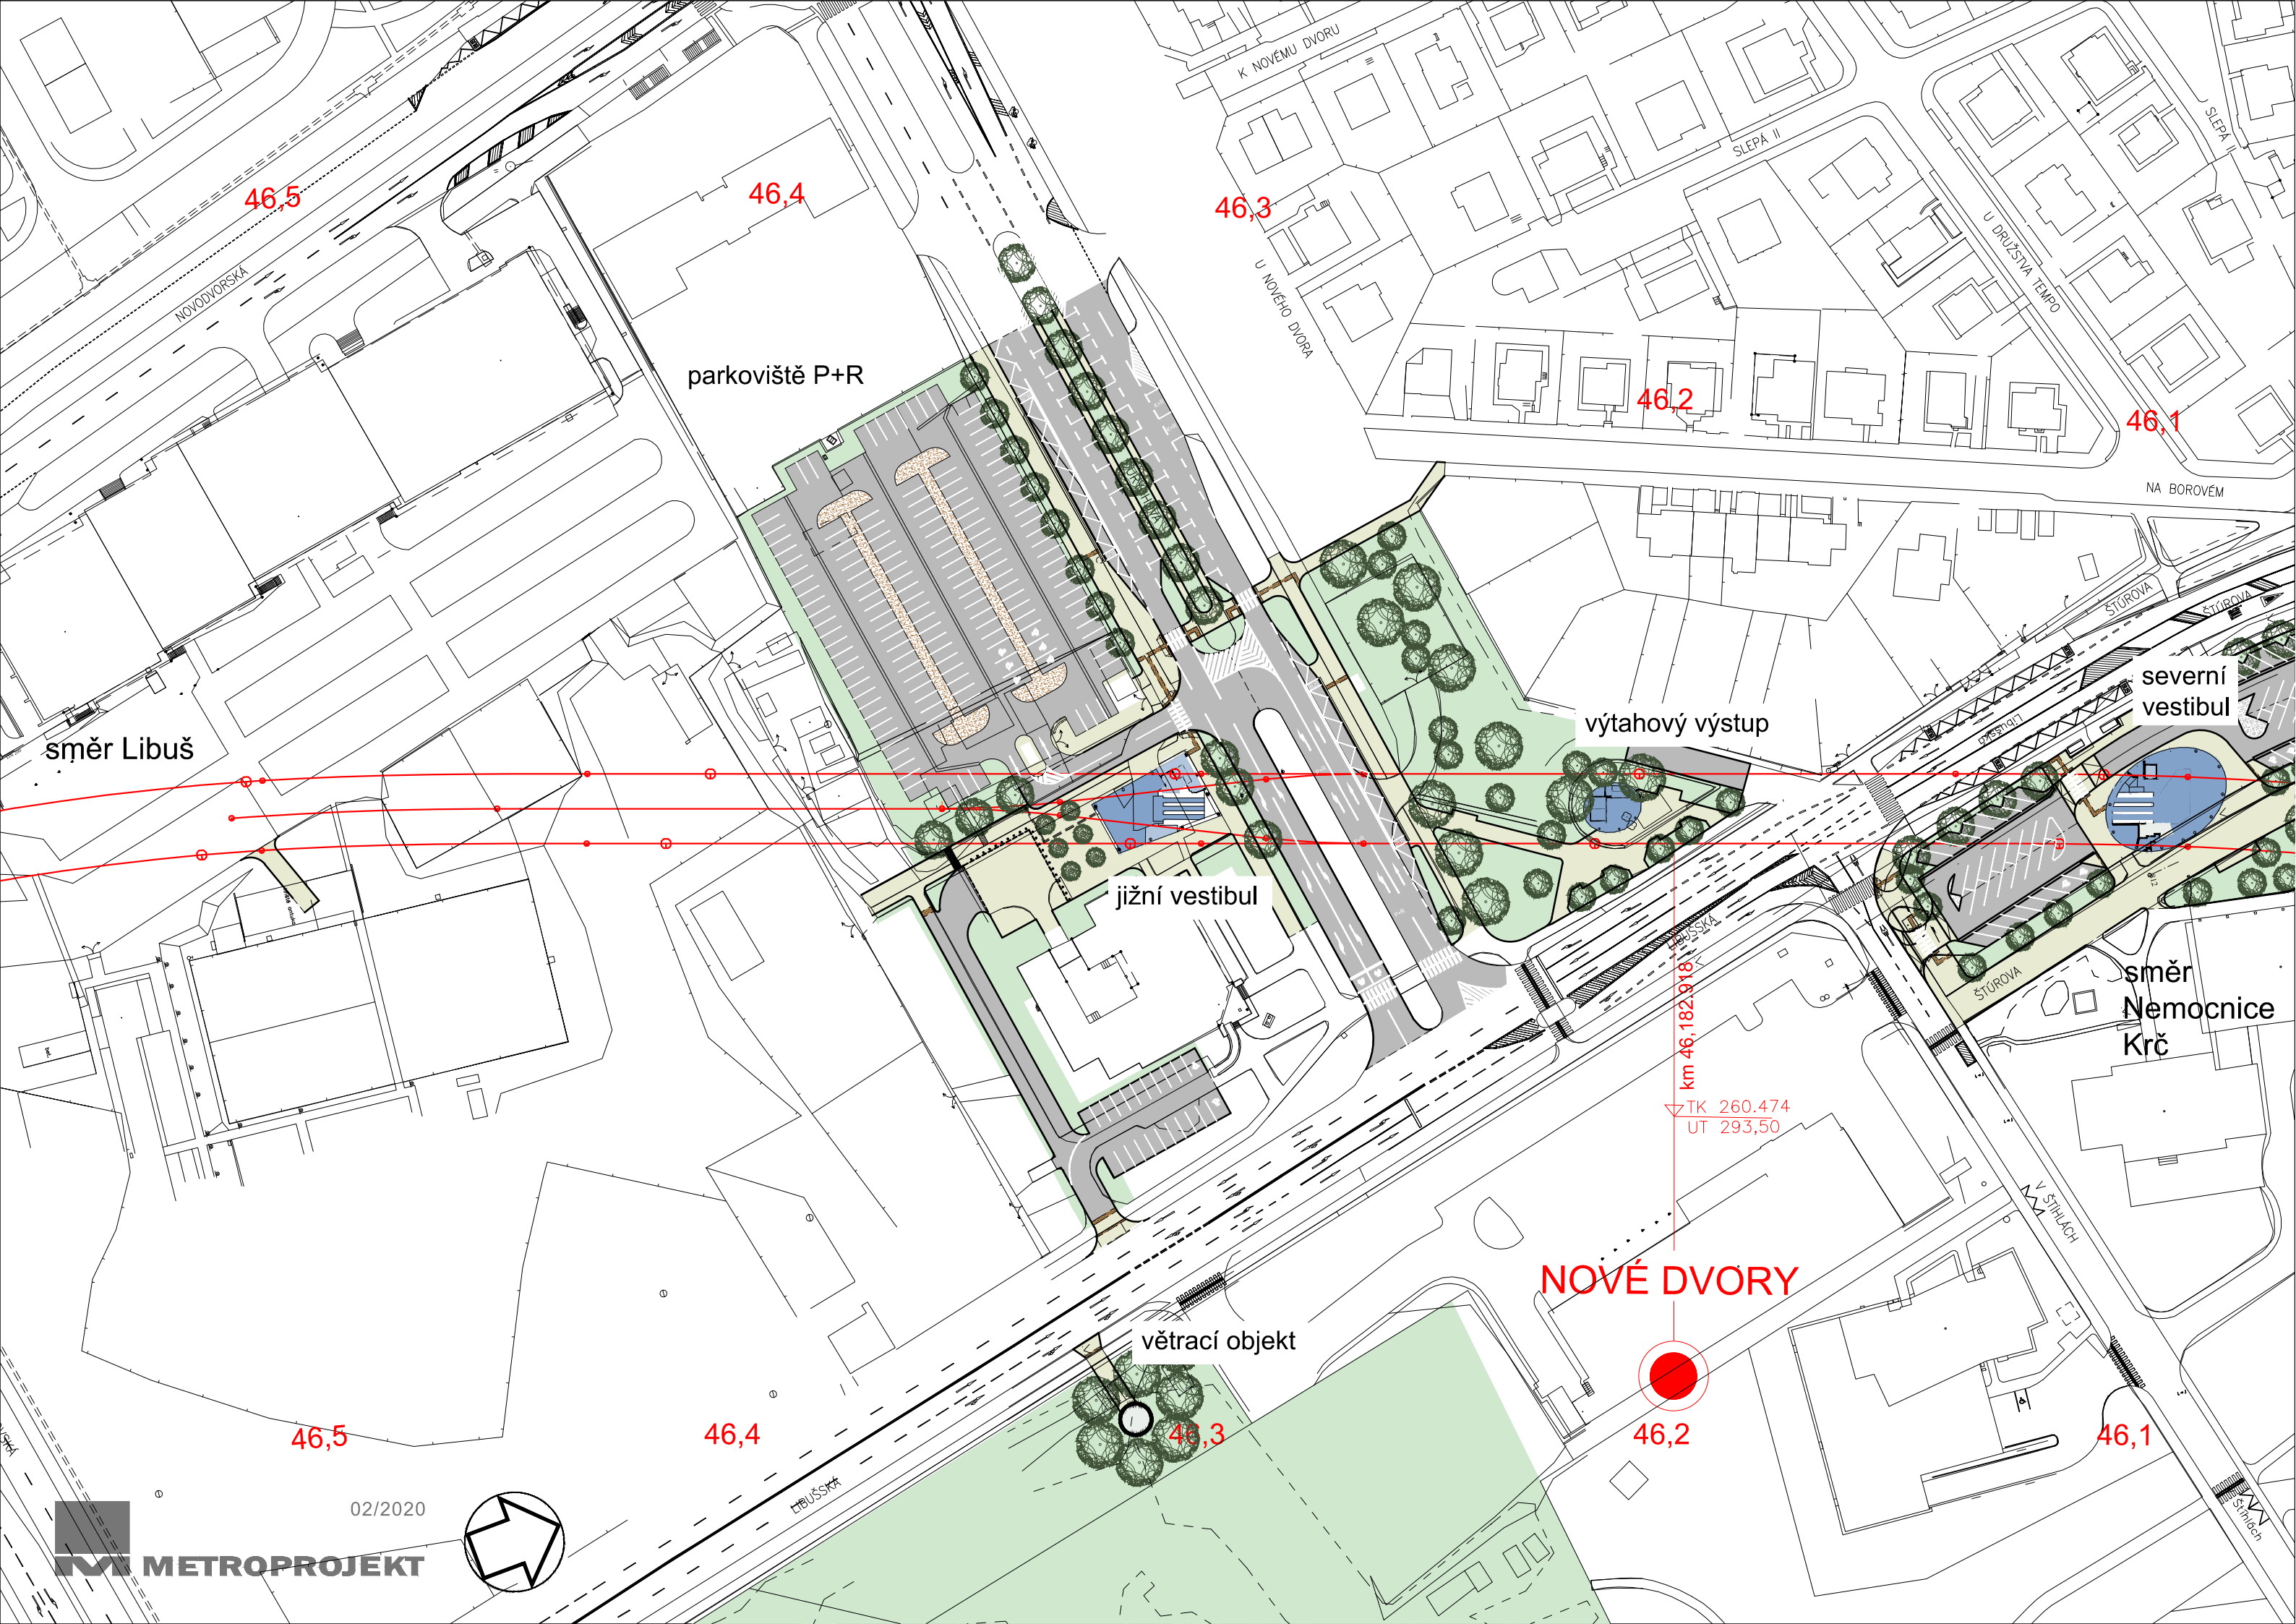 K NOVÉMU DVORU
SLEPÁ II
SLEPÁ I
46,5
46,4
46,3
U NOVÉHO DVORA
U DRUŽSTVA TEMPO
NOVODVORSKÁ
parkoviště P+R
46,2
46,1
NA BOROVÉM
ŠTÚROVA
ŠTÚROVA
severní
vestibul
výtahový výstup
Libušská
směr Libuš
jižní vestibul
LIBUŠSKÁ
směr
Nemocnice
Krč
ŠTÚROVA
km 46,182.918
TK 260.474
UT 293,50
V ŠTÍHLÁCH
NOVÉ DVORY
větrací objekt
46,5
46,4
46,3
46,2
46,1
LIBUŠSKÁ
Štíhlách
02/2020
METROPROJEKT